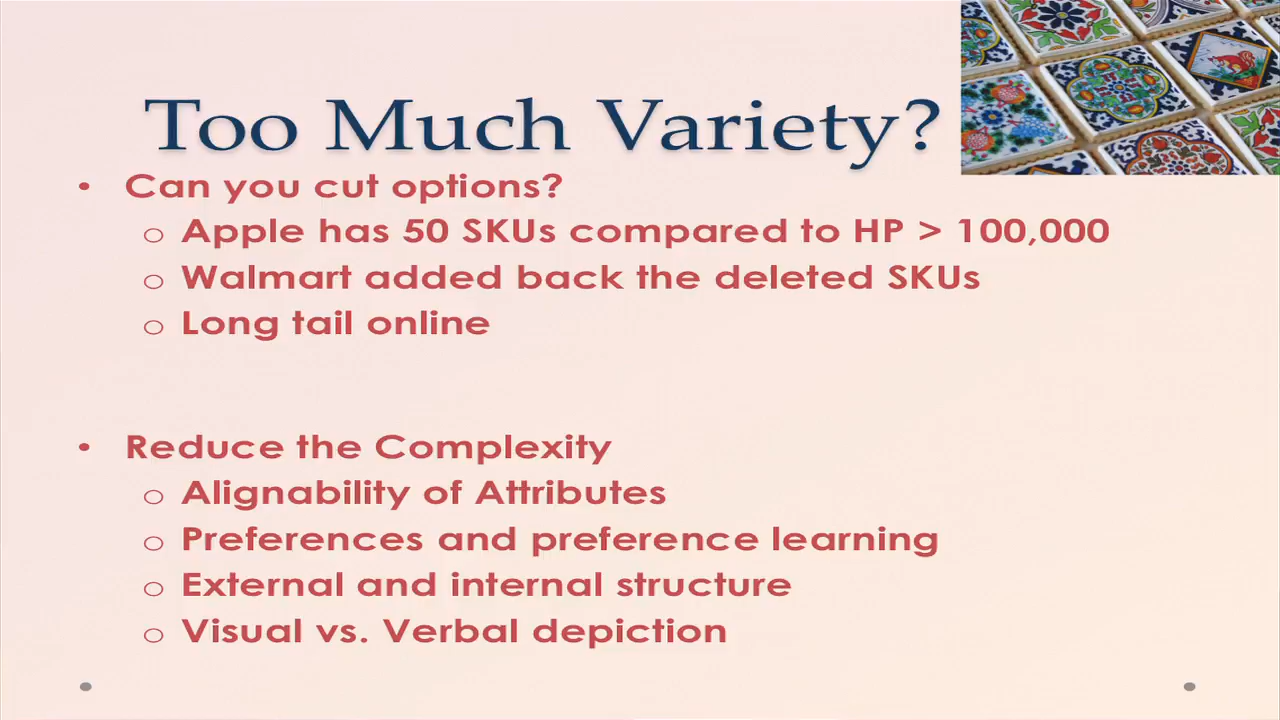 Too Much Variety?
• Can you cut options?
o Apple has 50 SKUs compared to HP > 100,000
o Walmart added back the deleted SKUs
o Long tail online
• Reduce the Complexity
o Alignability of Attributes
o Preferences and preference learning
o External and internal structure
o Visual vs. Verbal depiction